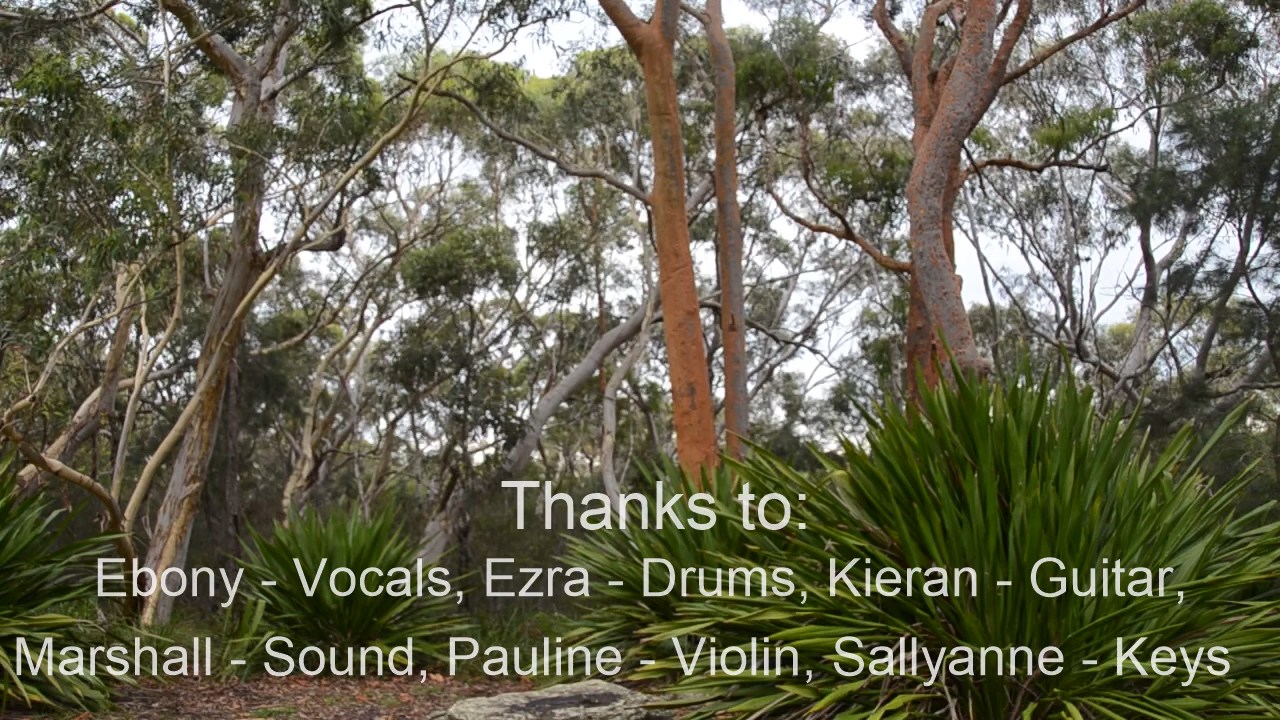 Thanks to:
Ebony - Vocals, Ezra - Drums, Kieran - Guitar,
Marshall - Sound, Pauline - Violin, Sallyanne - Keys